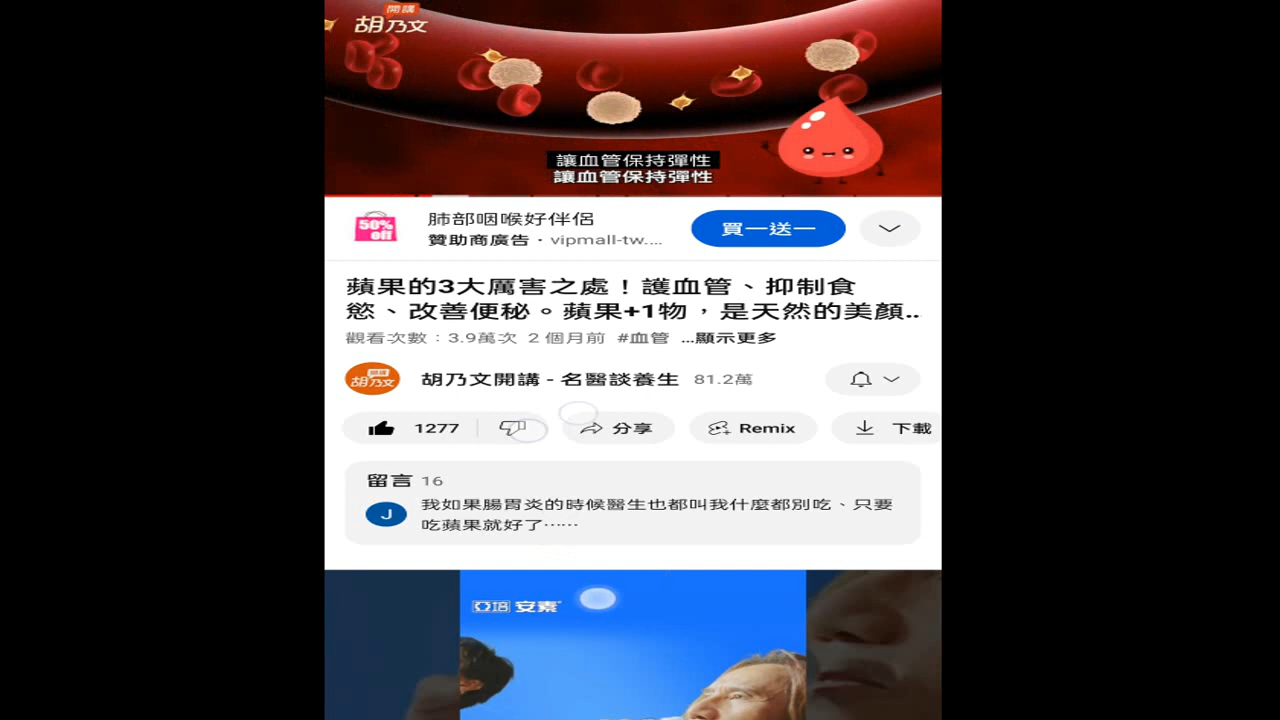 開講
胡乃文
讓血管保持彈性
讓血管保持彈性
50%
off
肺部咽喉好伴侶
贊助商廣告・vipmall-tw....
買一送一
蘋果的3大厲害之處！護血管、抑制食
慾、改善便秘。蘋果+1物，是天然的美顏..
觀看次數：3.9萬次 2 個月前 #血管 ...顯示更多
開講
胡乃文
胡乃文開講 - 名醫談養生 81.2萬
1277
分享
Remix
下載
留言 16
J
我如果腸胃炎的時候醫生也都叫我什麼都別吃、只要
吃蘋果就好了⋯⋯
亞培 安素